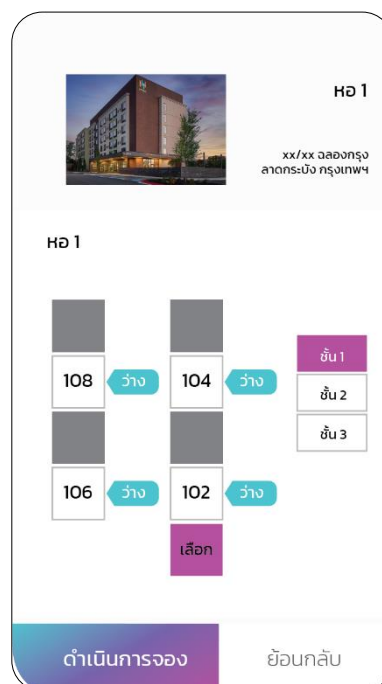 หอ 1
xx/xx ฉลองกรุง
ลาดกระบัง กรุงเทพฯ
หอ 1
ชั้น 1
108 ว่าง 104 ว่าง
ชั้น 2
ชั้น 3
106 ว่าง 102 ว่าง
เลือก
ดำเนินการจอง ย้อนกลับ